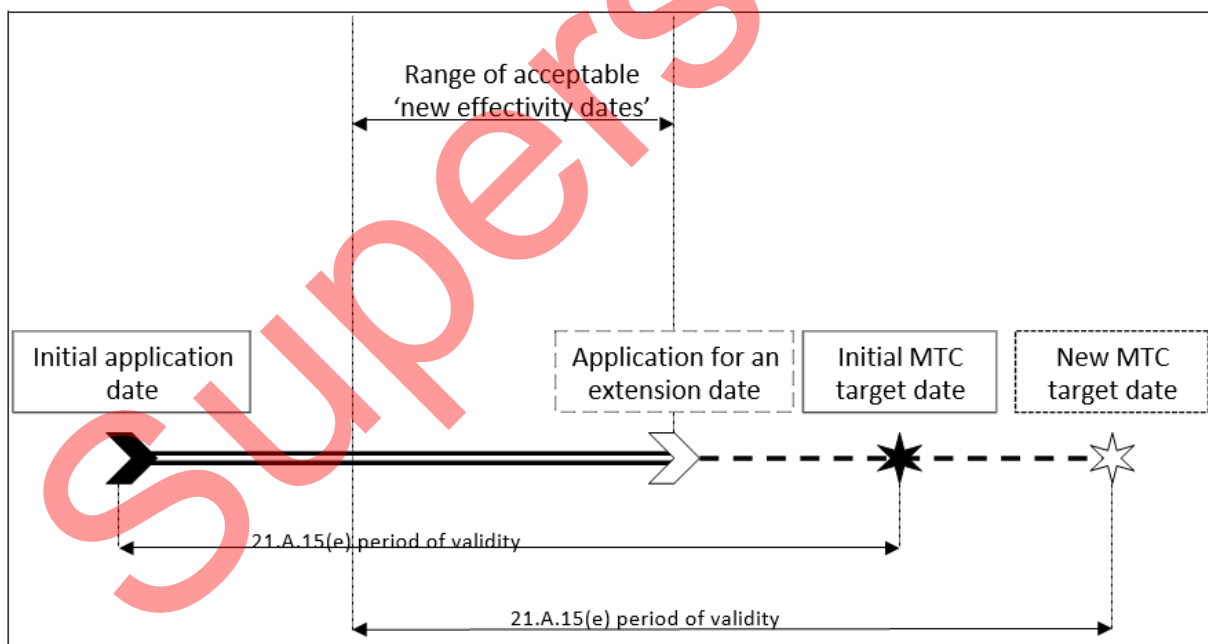 Range of acceptable
‘new effectivity dates’
Initial application
date
Application for an
extension date
Initial MTC
target date
New MTC
target date
21.A.15(e) period of validity
21.A.15(e) period of validity
Supers